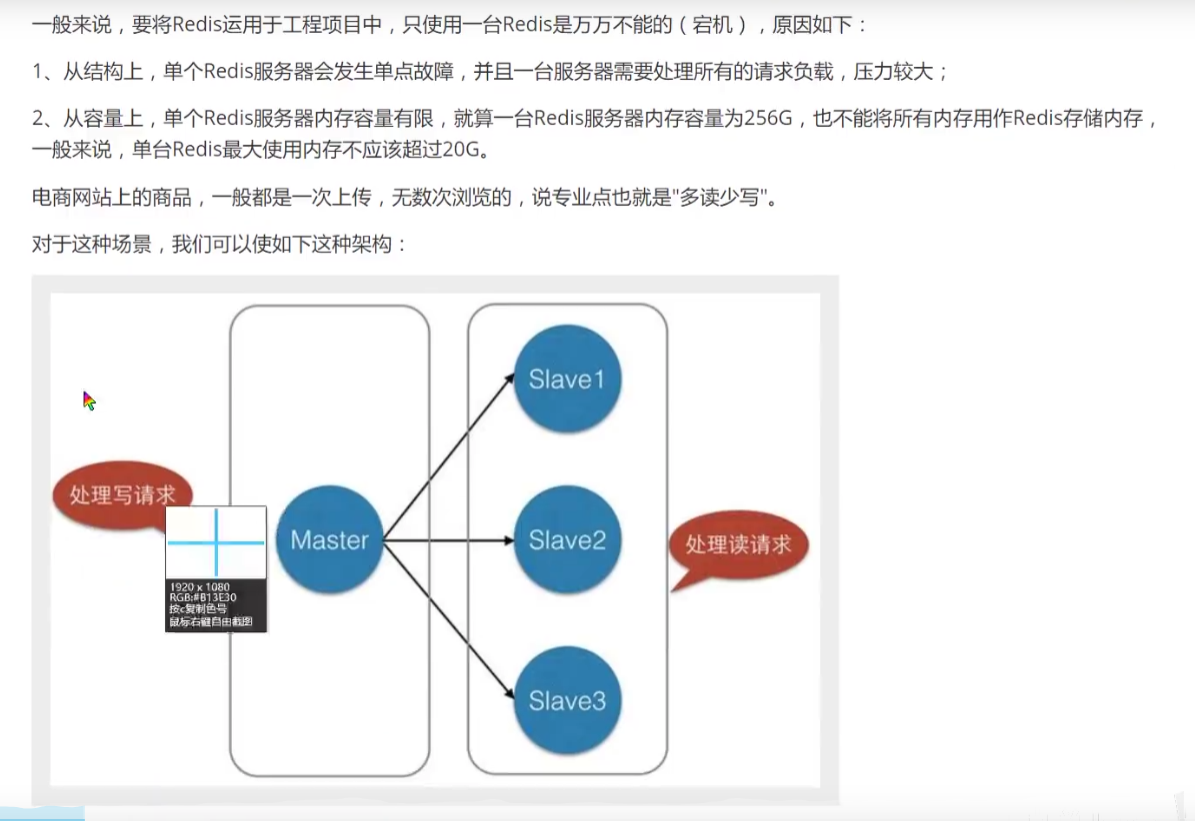 一般来说，要将Redis运用于工程项目中，只使用一台Redis是万万不能的（宕机），原因如下：
1、从结构上，单个Redis服务器会发生单点故障，并且一台服务器需要处理所有的请求负载，压力较大；
2、从容量上，单个Redis服务器内存容量有限，就算一台Redis服务器内存容量为256G，也不能将所有内存用作Redis存储内存，
一般来说，单台Redis最大使用内存不应该超过20G。
电商网站上的商品，一般都是一次上传，无数次浏览的，说专业点也就是"多读少写"。
对于这种场景，我们可以使如下这种架构：
Slave1
处理写请求
Master
Slave2
处理读请求
1920 x 1080
RGB:#B13E30
按c复制色号
鼠标右键自由截图
Slave3